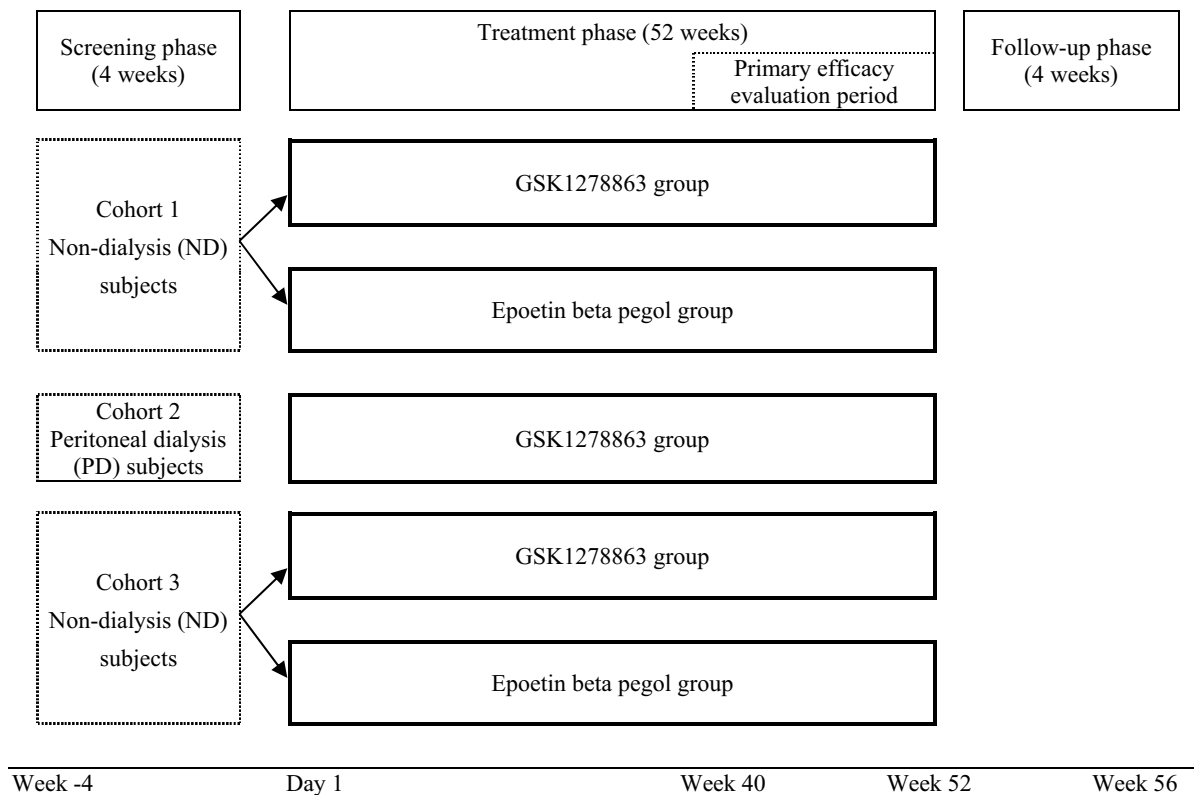 Screening phase
(4 weeks)
Treatment phase (52 weeks)
Primary efficacy
evaluation period
Follow-up phase
(4 weeks)
Cohort 1
Non-dialysis (ND)
subjects
GSK1278863 group
Epoetin beta pegol group
Cohort 2
Peritoneal dialysis
(PD) subjects
GSK1278863 group
Cohort 3
Non-dialysis (ND)
subjects
GSK1278863 group
Epoetin beta pegol group
Week -4 Day 1 Week 40 Week 52 Week 56